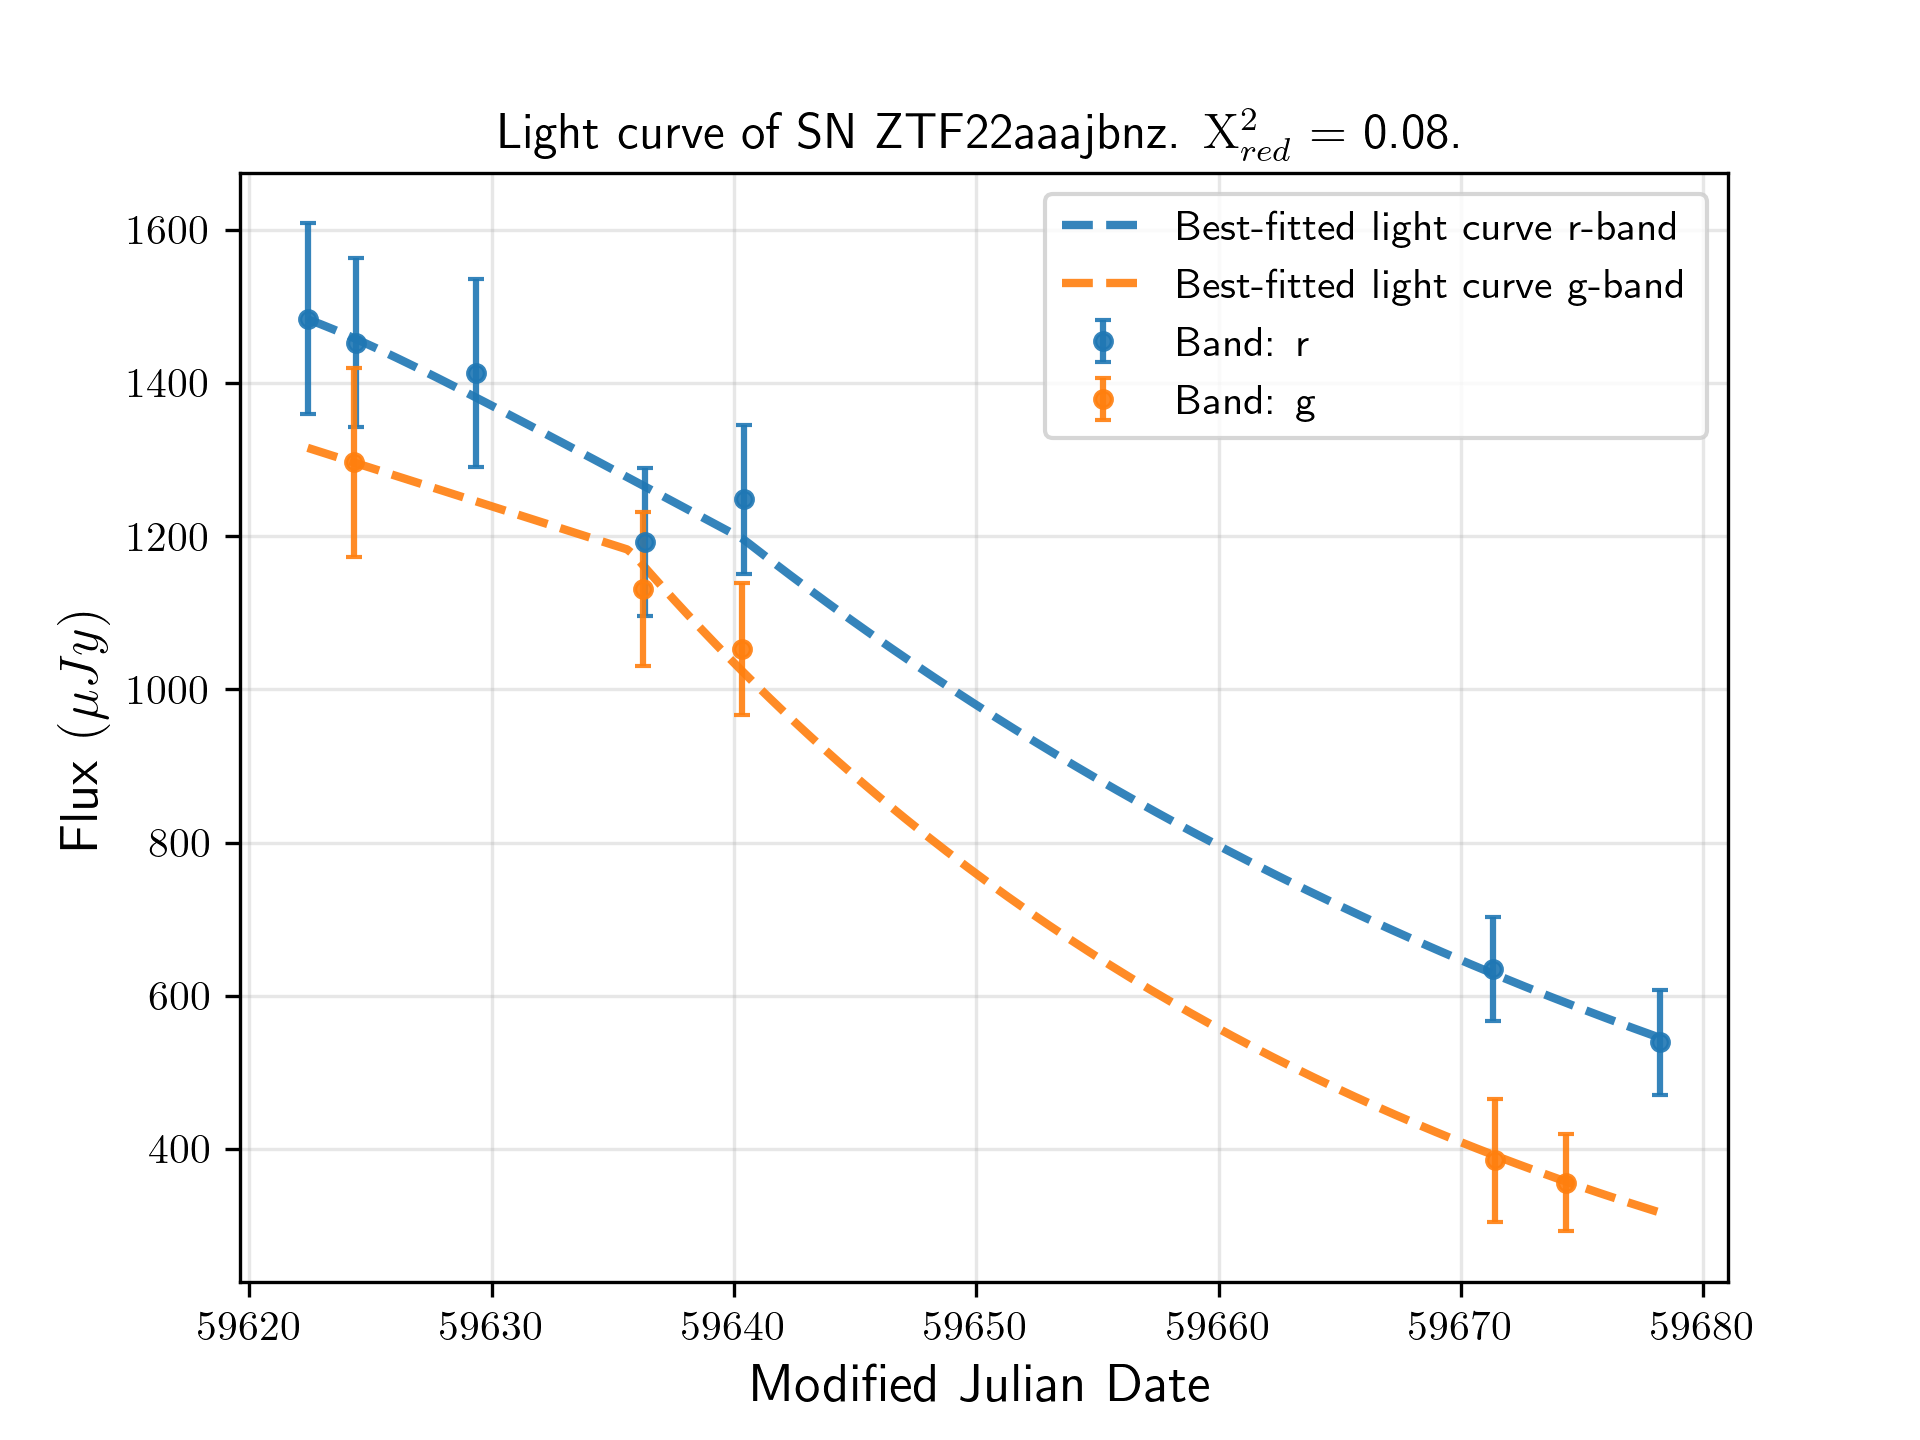 Light curve of SN ZTF22aaajbnz. X²_red = 0.08.
Best-fitted light curve r-band
Best-fitted light curve g-band
Band: r
Band: g
Flux (μJy)
1600
1400
1200
1000
800
600
400
59620 59630 59640 59650 59660 59670 59680
Modified Julian Date